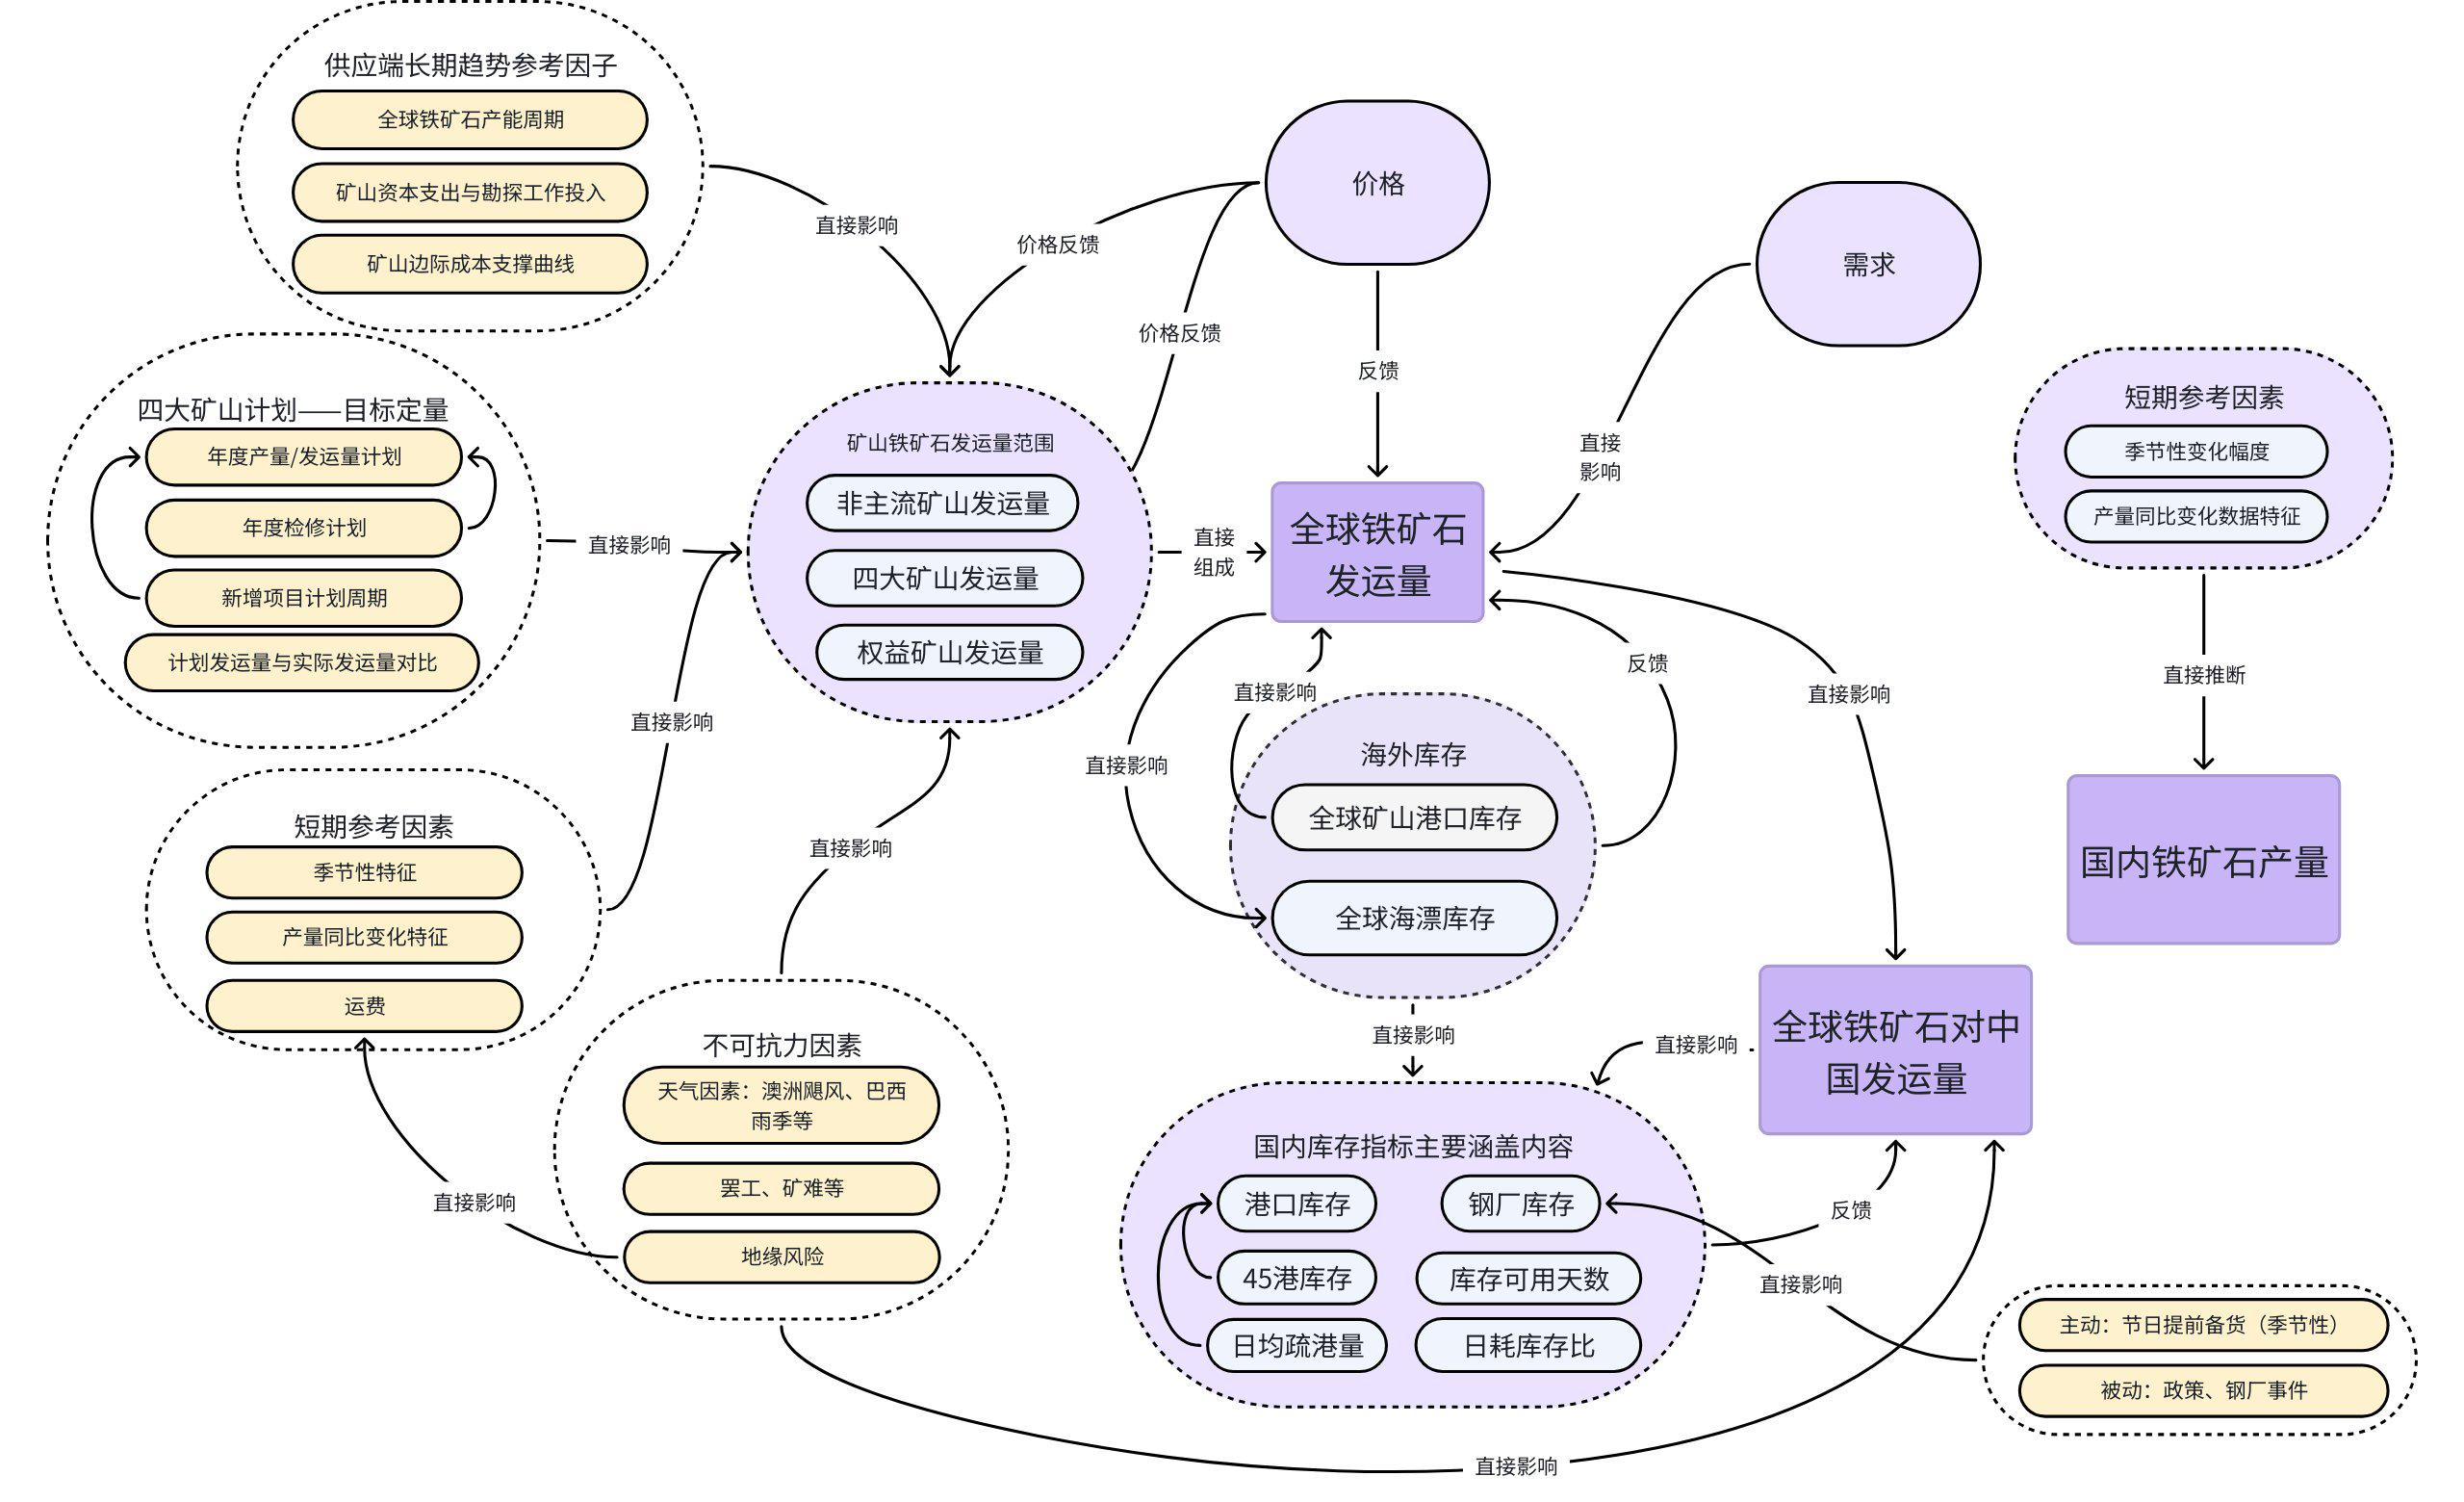 供应端长期趋势参考因子
全球铁矿石产能周期
矿山资本支出与勘探工作投入
矿山边际成本支撑曲线
直接影响
价格反馈
价格反馈
价格
反馈
需求
直接
影响
四大矿山计划——目标定量
年度产量/发运量计划
年度检修计划
新增项目计划周期
计划发运量与实际发运量对比
直接影响
矿山铁矿石发运量范围
非主流矿山发运量
四大矿山发运量
权益矿山发运量
直接
组成
全球铁矿石
发运量
短期参考因素
季节性变化幅度
产量同比变化数据特征
直接推断
国内铁矿石产量
直接影响
直接影响
反馈
直接影响
直接影响
海外库存
全球矿山港口库存
全球海漂库存
直接影响
短期参考因素
季节性特征
产量同比变化特征
运费
直接影响
直接影响
不可抗力因素
天气因素：澳洲飓风、巴西
雨季等
罢工、矿难等
地缘风险
直接影响
全球铁矿石对中
国发运量
国内库存指标主要涵盖内容
港口库存
钢厂库存
45港库存
库存可用天数
日均疏港量
日耗库存比
反馈
直接影响
主动：节日提前备货（季节性）
被动：政策、钢厂事件
直接影响